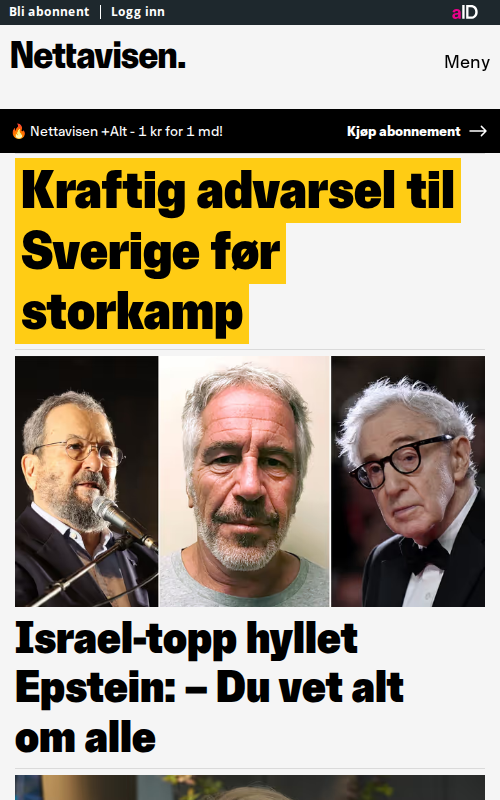 Bli abonnent | Logg inn
aID
Nettavisen.
Meny
🔥 Nettavisen +Alt - 1 kr for 1 md!
Kjøp abonnement →
Kraftig advarsel til
Sverige før
storkamp
Israel-topp hyllet
Epstein: – Du vet alt
om alle